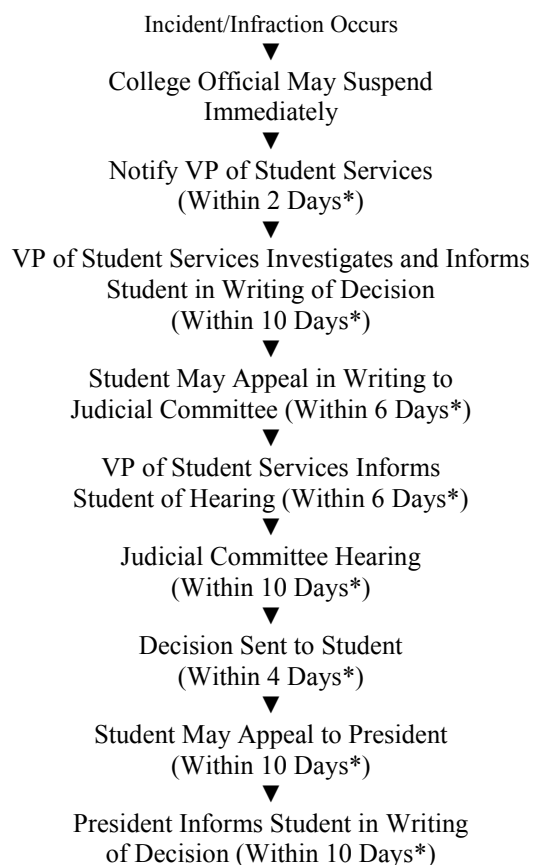 Incident/Infraction Occurs
▼
College Official May Suspend
Immediately
▼
Notify VP of Student Services
(Within 2 Days*)
▼
VP of Student Services Investigates and Informs
Student in Writing of Decision
(Within 10 Days*)
▼
Student May Appeal in Writing to
Judicial Committee (Within 6 Days*)
▼
VP of Student Services Informs
Student of Hearing (Within 6 Days*)
▼
Judicial Committee Hearing
(Within 10 Days*)
▼
Decision Sent to Student
(Within 4 Days*)
▼
Student May Appeal to President
(Within 10 Days*)
▼
President Informs Student in Writing
of Decision (Within 10 Days*)